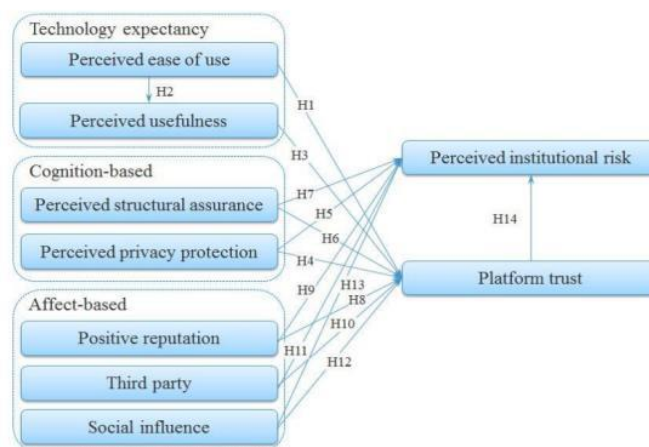 Technology expectancy
Perceived ease of use
H2
Perceived usefulness
Cognition-based
Perceived structural assurance
Perceived privacy protection
Affect-based
Positive reputation
Third party
Social influence
H1
H3
H7
H5
H6
H4
H13
H9
H8
H10
H11
H12
Perceived institutional risk
H14
Platform trust